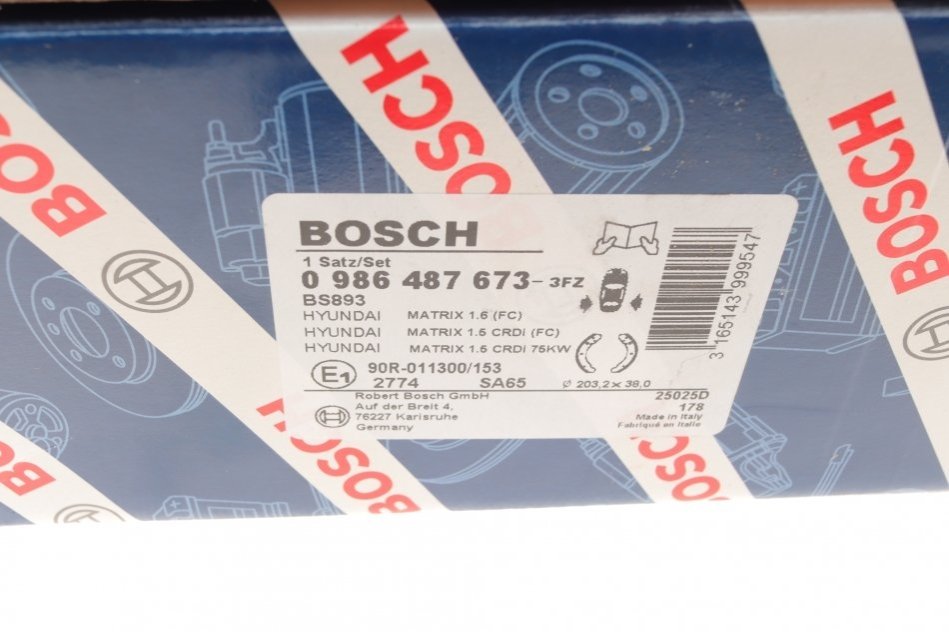 BOSCH
BOSCH
BOSCH
BOSCH
1 Satz/Set
0 986 487 673 - 3FZ
BS893
HYUNDAI MATRIX 1.6 (FC)
HYUNDAI MATRIX 1.5 CRDi (FC)
HYUNDAI MATRIX 1.5 CRDi 75KW
E1 90R-011300/153
2774 SA65 Ø 203,2 x 38,0
Robert Bosch GmbH
Auf der Breit 4,
76227 Karlsruhe
Germany
25025D
178
Made in Italy
Fabriqué en Italie
3 165143 999547
BOSCH
BOSCH